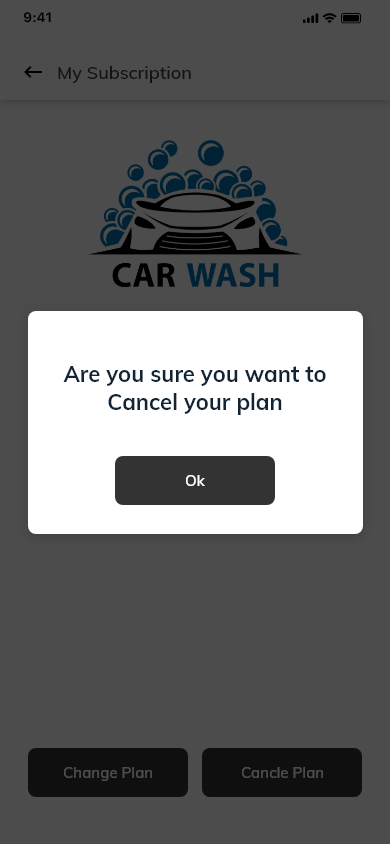 9:41
My Subscription
CAR WASH
Are you sure you want to
Cancel your plan
Ok
Change Plan
Cancle Plan